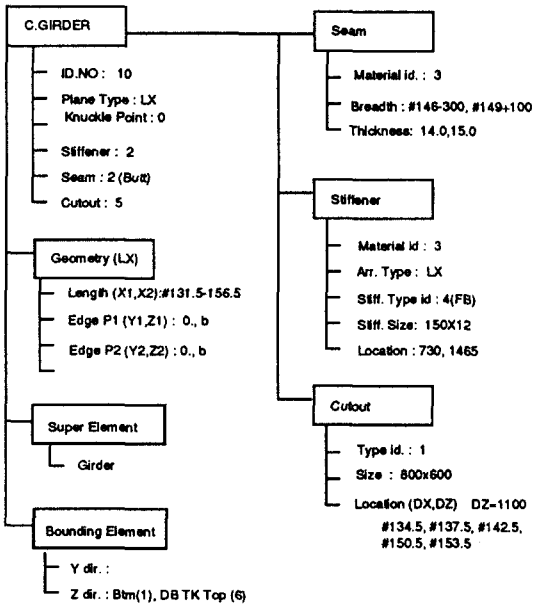 C.GIRDER
ID.NO : 10
Plane Type : LX
Knuckle Point : 0
Stiffener : 2
Seam : 2 (Butt)
Cutout : 5
Geometry (LX)
Length (X1,X2):#131.5-156.5
Edge P1 (Y1,Z1) : 0., b
Edge P2 (Y2,Z2) : 0., b
Super Element
Girder
Bounding Element
Y dir. :
Z dir. : Btm(1), DB TK Top (6)
Seam
Material id. : 3
Breadth : #146-300, #149+100
Thickness: 14.0,15.0
Stiffener
Material id : 3
Arr. Type : LX
Stiff. Type id : 4(FB)
Stiff. Size: 150X12
Location : 730, 1465
Cutout
Type id. : 1
Size : 800x600
Location (DX,DZ) DZ=1100
#134.5, #137.5, #142.5,
#150.5, #153.5